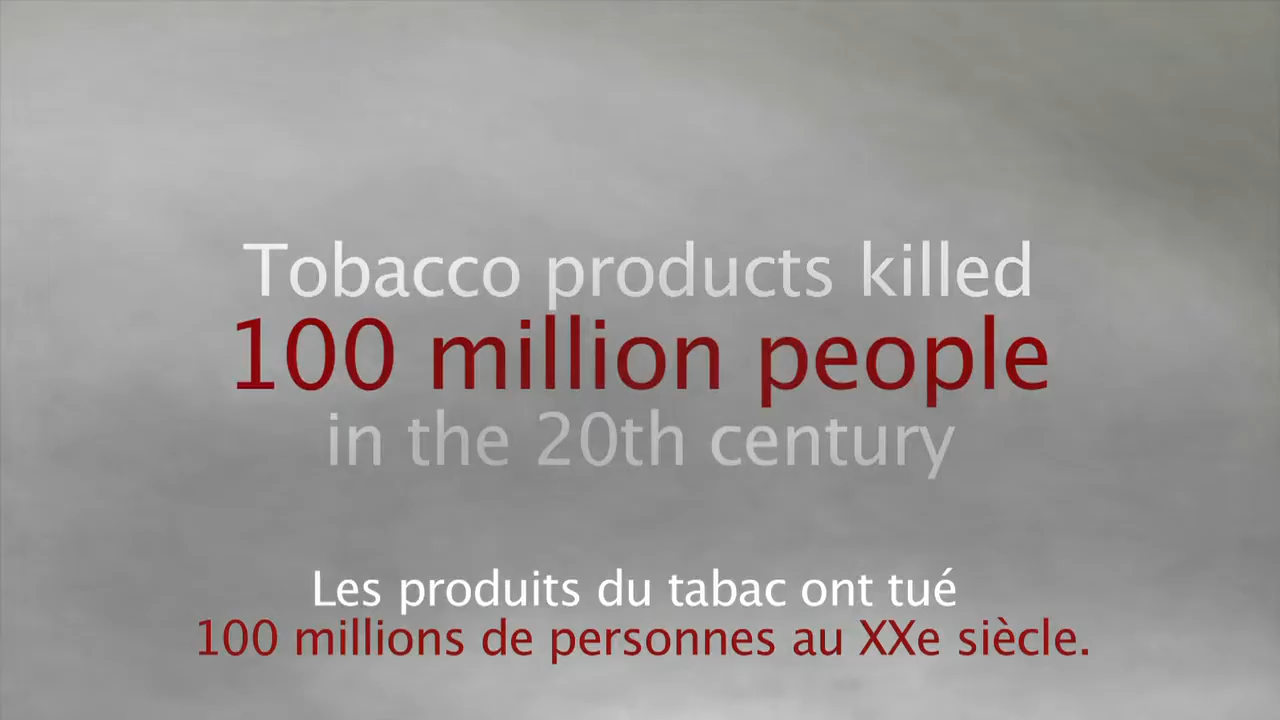 Tobacco products killed
100 million people
in the 20th century
Les produits du tabac ont tué
100 millions de personnes au XXe siècle.